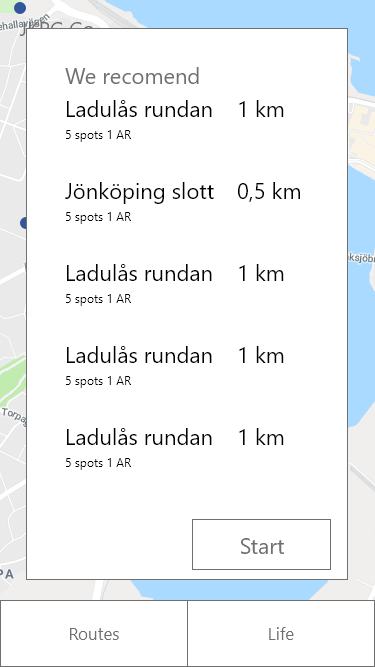 We recomend
Ladulås rundan 1 km
5 spots 1 AR
Jönköping slott 0,5 km
5 spots 1 AR
Ladulås rundan 1 km
5 spots 1 AR
Ladulås rundan 1 km
5 spots 1 AR
Ladulås rundan 1 km
5 spots 1 AR
Start
Routes Life